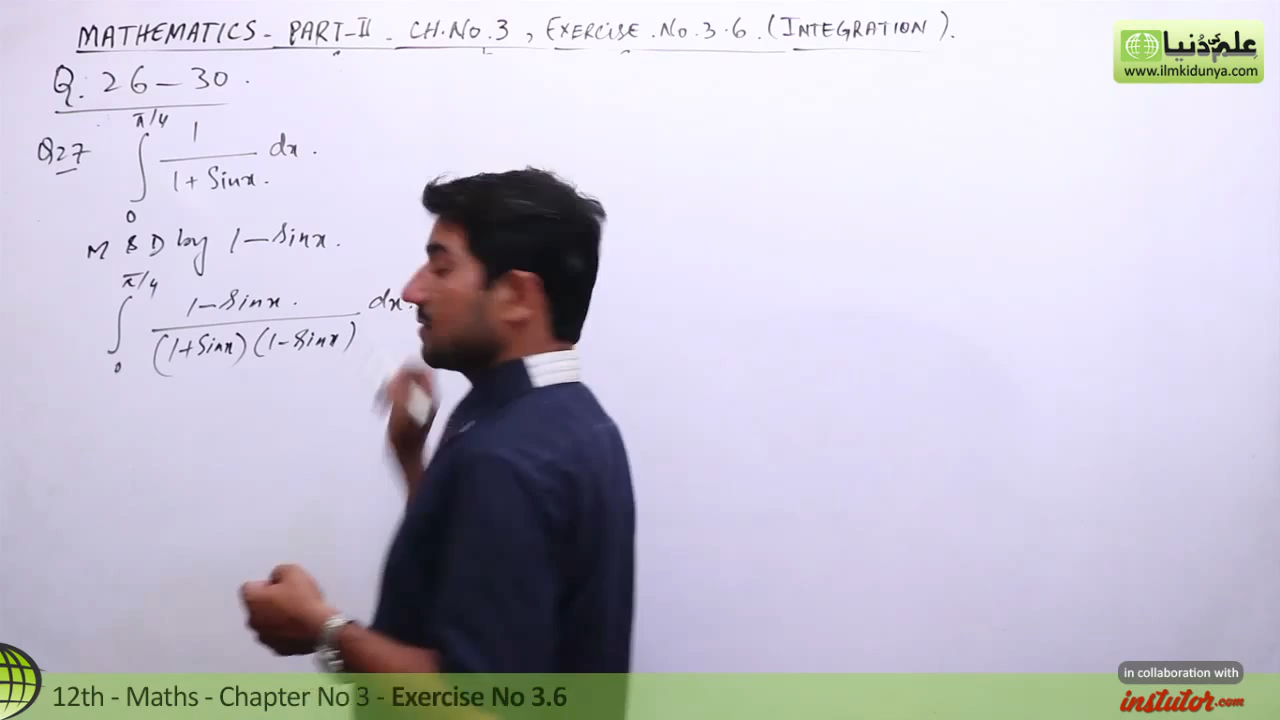 MATHEMATICS - PART-II - CH.No.3 , EXERCISE.No.3.6.(INTEGRATION).
علم کی دُنیا
www.ilmkidunya.com
Q. 26-30.
Q27 ∫₀^π/4 1/(1+Sinx) dx.
M & D by 1-Sinx.
∫₀^π/4 (1-Sinx)/((1+Sinx)(1-Sinx)) dx.
in collaboration with
12th - Maths - Chapter No 3 - Exercise No 3.6
instutor.com